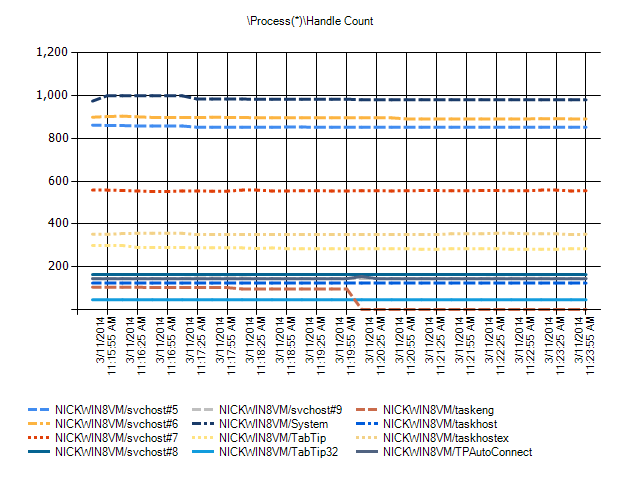 \Process(*)\Handle Count
1,200
1,000
800
600
400
200
3/11/2014 11:15:55 AM
3/11/2014 11:16:25 AM
3/11/2014 11:16:55 AM
3/11/2014 11:17:25 AM
3/11/2014 11:17:55 AM
3/11/2014 11:18:25 AM
3/11/2014 11:18:55 AM
3/11/2014 11:19:25 AM
3/11/2014 11:19:55 AM
3/11/2014 11:20:25 AM
3/11/2014 11:20:55 AM
3/11/2014 11:21:25 AM
3/11/2014 11:21:55 AM
3/11/2014 11:22:25 AM
3/11/2014 11:22:55 AM
3/11/2014 11:23:25 AM
3/11/2014 11:23:55 AM
NICKWIN8VM/svchost#5 NICKWIN8VM/svchost#9 NICKWIN8VM/taskeng
NICKWIN8VM/svchost#6 NICKWIN8VM/System NICKWIN8VM/taskhost
NICKWIN8VM/svchost#7 NICKWIN8VM/TabTip NICKWIN8VM/taskhostex
NICKWIN8VM/svchost#8 NICKWIN8VM/TabTip32 NICKWIN8VM/TPAutoConnect